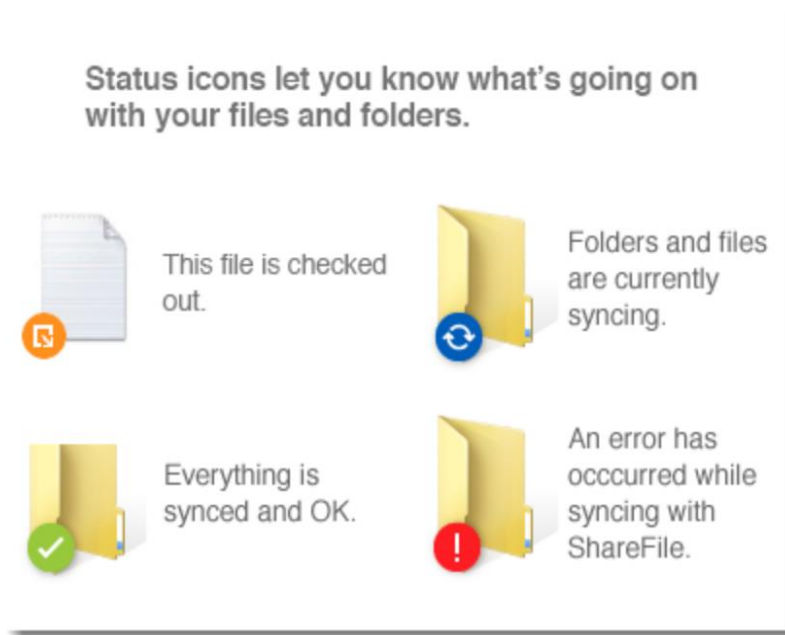 Status icons let you know what's going on
with your files and folders.
This file is checked
out.
Folders and files
are currently
syncing.
Everything is
synced and OK.
An error has
occcurred while
syncing with
ShareFile.